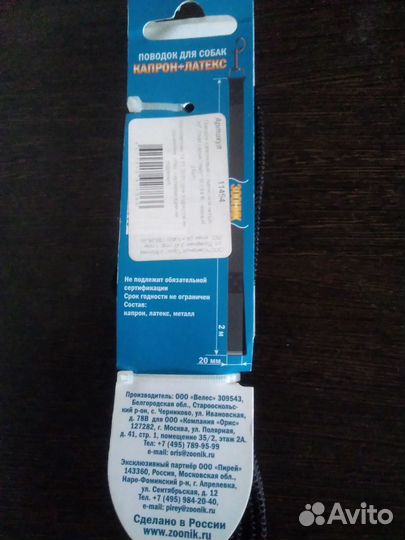 ПОВОДОК ДЛЯ СОБАК
КАПРОН+ЛАТЕКС
Артикул
11454
ЗООНИК
2 м
20 мм
Не подлежит обязательной
сертификации
Срок годности не ограничен
Состав:
капрон, латекс, металл
Производитель: ООО «Велес» 309543,
Белгородская обл., Старооскольс-
кий р-он, с. Черниково, ул. Ивановская,
д. 78В для ООО «Компания «Орис»
127282, г. Москва, ул. Полярная,
д. 41, стр. 1, помещение 35/2, этаж 2А.
Тел: +7 (495) 789-95-99
e-mail: oris@zoonik.ru
Эксклюзивный партнёр ООО «Пирей»
143360, Россия, Московская обл.,
Наро-Фоминский р-н, г. Апрелевка,
ул. Сентябрьская, д. 12
Тел: +7 (495) 984-20-40,
e-mail: pirey@zoonik.ru
Сделано в России
www.zoonik.ru
Avito